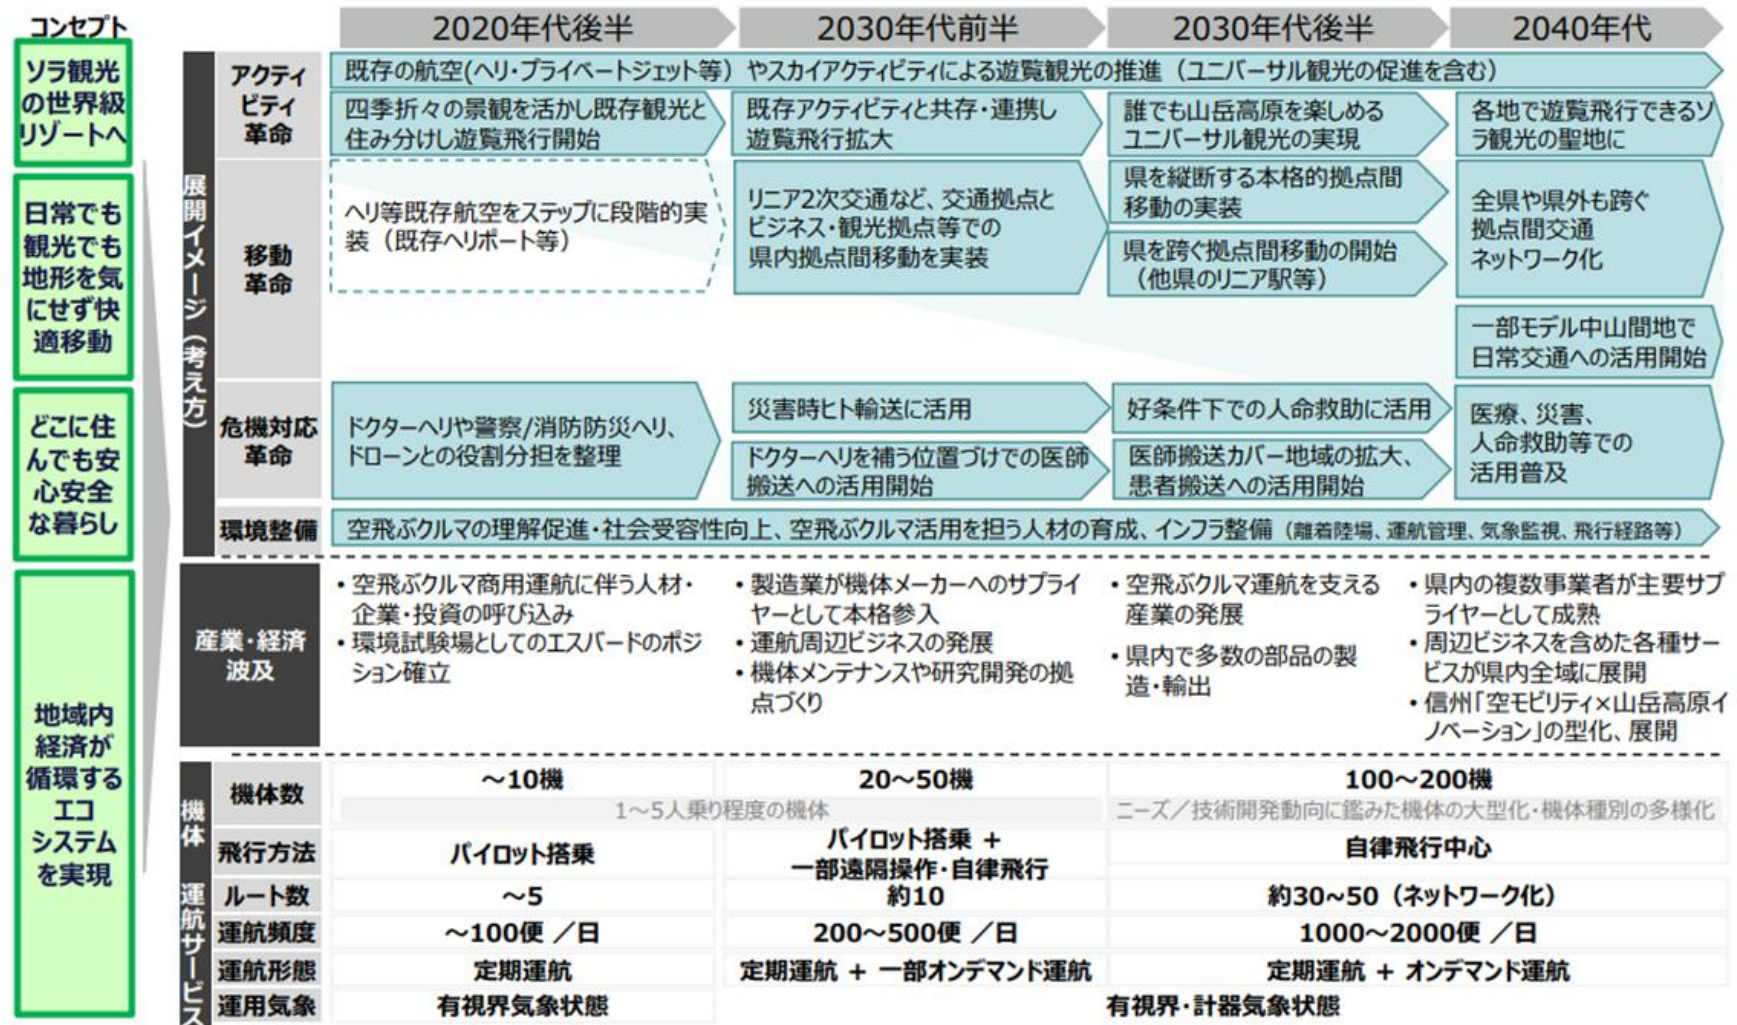 コンセプト
2020年代後半
2030年代前半
2030年代後半
2040年代
ソラ観光
の世界級
リゾートへ
日常でも
観光でも
地形を気
にせず快
適移動
どこに住
んでも安
心安全
な暮らし
地域内
経済が
循環する
エコ
システム
を実現
展開イメージ(考え方)
アクティ
ビティ
革命
既存の航空(ヘリ・プライベートジェット等)やスカイアクティビティによる遊覧観光の推進(ユニバーサル観光の促進を含む)
四季折々の景観を活かし既存観光と
住み分けし遊覧飛行開始
既存アクティビティと共存・連携し
遊覧飛行拡大
誰でも山岳高原を楽しめる
ユニバーサル観光の実現
各地で遊覧飛行できるソ
ラ観光の聖地に
移動
革命
ヘリ等既存航空をステップに段階的実
装(既存ヘリポート等)
リニア2次交通など、交通拠点と
ビジネス・観光拠点等での
県内拠点間移動を実装
県を縦断する本格的拠点間
移動の実装
県を跨ぐ拠点間移動の開始
(他県のリニア駅等)
全県や県外も跨ぐ
拠点間交通
ネットワーク化
一部モデル中山間地で
日常交通への活用開始
危機対応
革命
ドクターヘリや警察/消防防災ヘリ、
ドローンとの役割分担を整理
災害時ヒト輸送に活用
ドクターヘリを補う位置づけでの医師
搬送への活用開始
好条件下での人命救助に活用
医師搬送カバー地域の拡大、
患者搬送への活用開始
医療、災害、
人命救助等での
活用普及
環境整備
空飛ぶクルマの理解促進・社会受容性向上、空飛ぶクルマ活用を担う人材の育成、インフラ整備(離着陸場、運航管理、気象監視、飛行経路等)
産業・経済
波及
・空飛ぶクルマ商用運航に伴う人材・
企業・投資の呼び込み
・環境試験場としてのエスバードのポジ
ション確立
・製造業が機体メーカーへのサプライ
ヤーとして本格参入
・運航周辺ビジネスの発展
・機体メンテナンスや研究開発の拠
点づくり
・空飛ぶクルマ運航を支える
産業の発展
・県内で多数の部品の製
造・輸出
・県内の複数事業者が主要サプ
ライヤーとして成熟
・周辺ビジネスを含めた各種サー
ビスが県内全域に展開
・信州「空モビリティ×山岳高原イ
ノベーション」の型化、展開
機体 運航サービス
機体数
~10機
20~50機
100~200機
1~5人乗り程度の機体
ニーズ/技術開発動向に鑑みた機体の大型化・機体種別の多様化
飛行方法
パイロット搭乗
パイロット搭乗 +
一部遠隔操作・自律飛行
自律飛行中心
ルート数
~5
約10
約30~50(ネットワーク化)
運航頻度
~100便 /日
200~500便 /日
1000~2000便 /日
運航形態
定期運航
定期運航 + 一部オンデマンド運航
定期運航 + オンデマンド運航
運用気象
有視界気象状態
有視界・計器気象状態